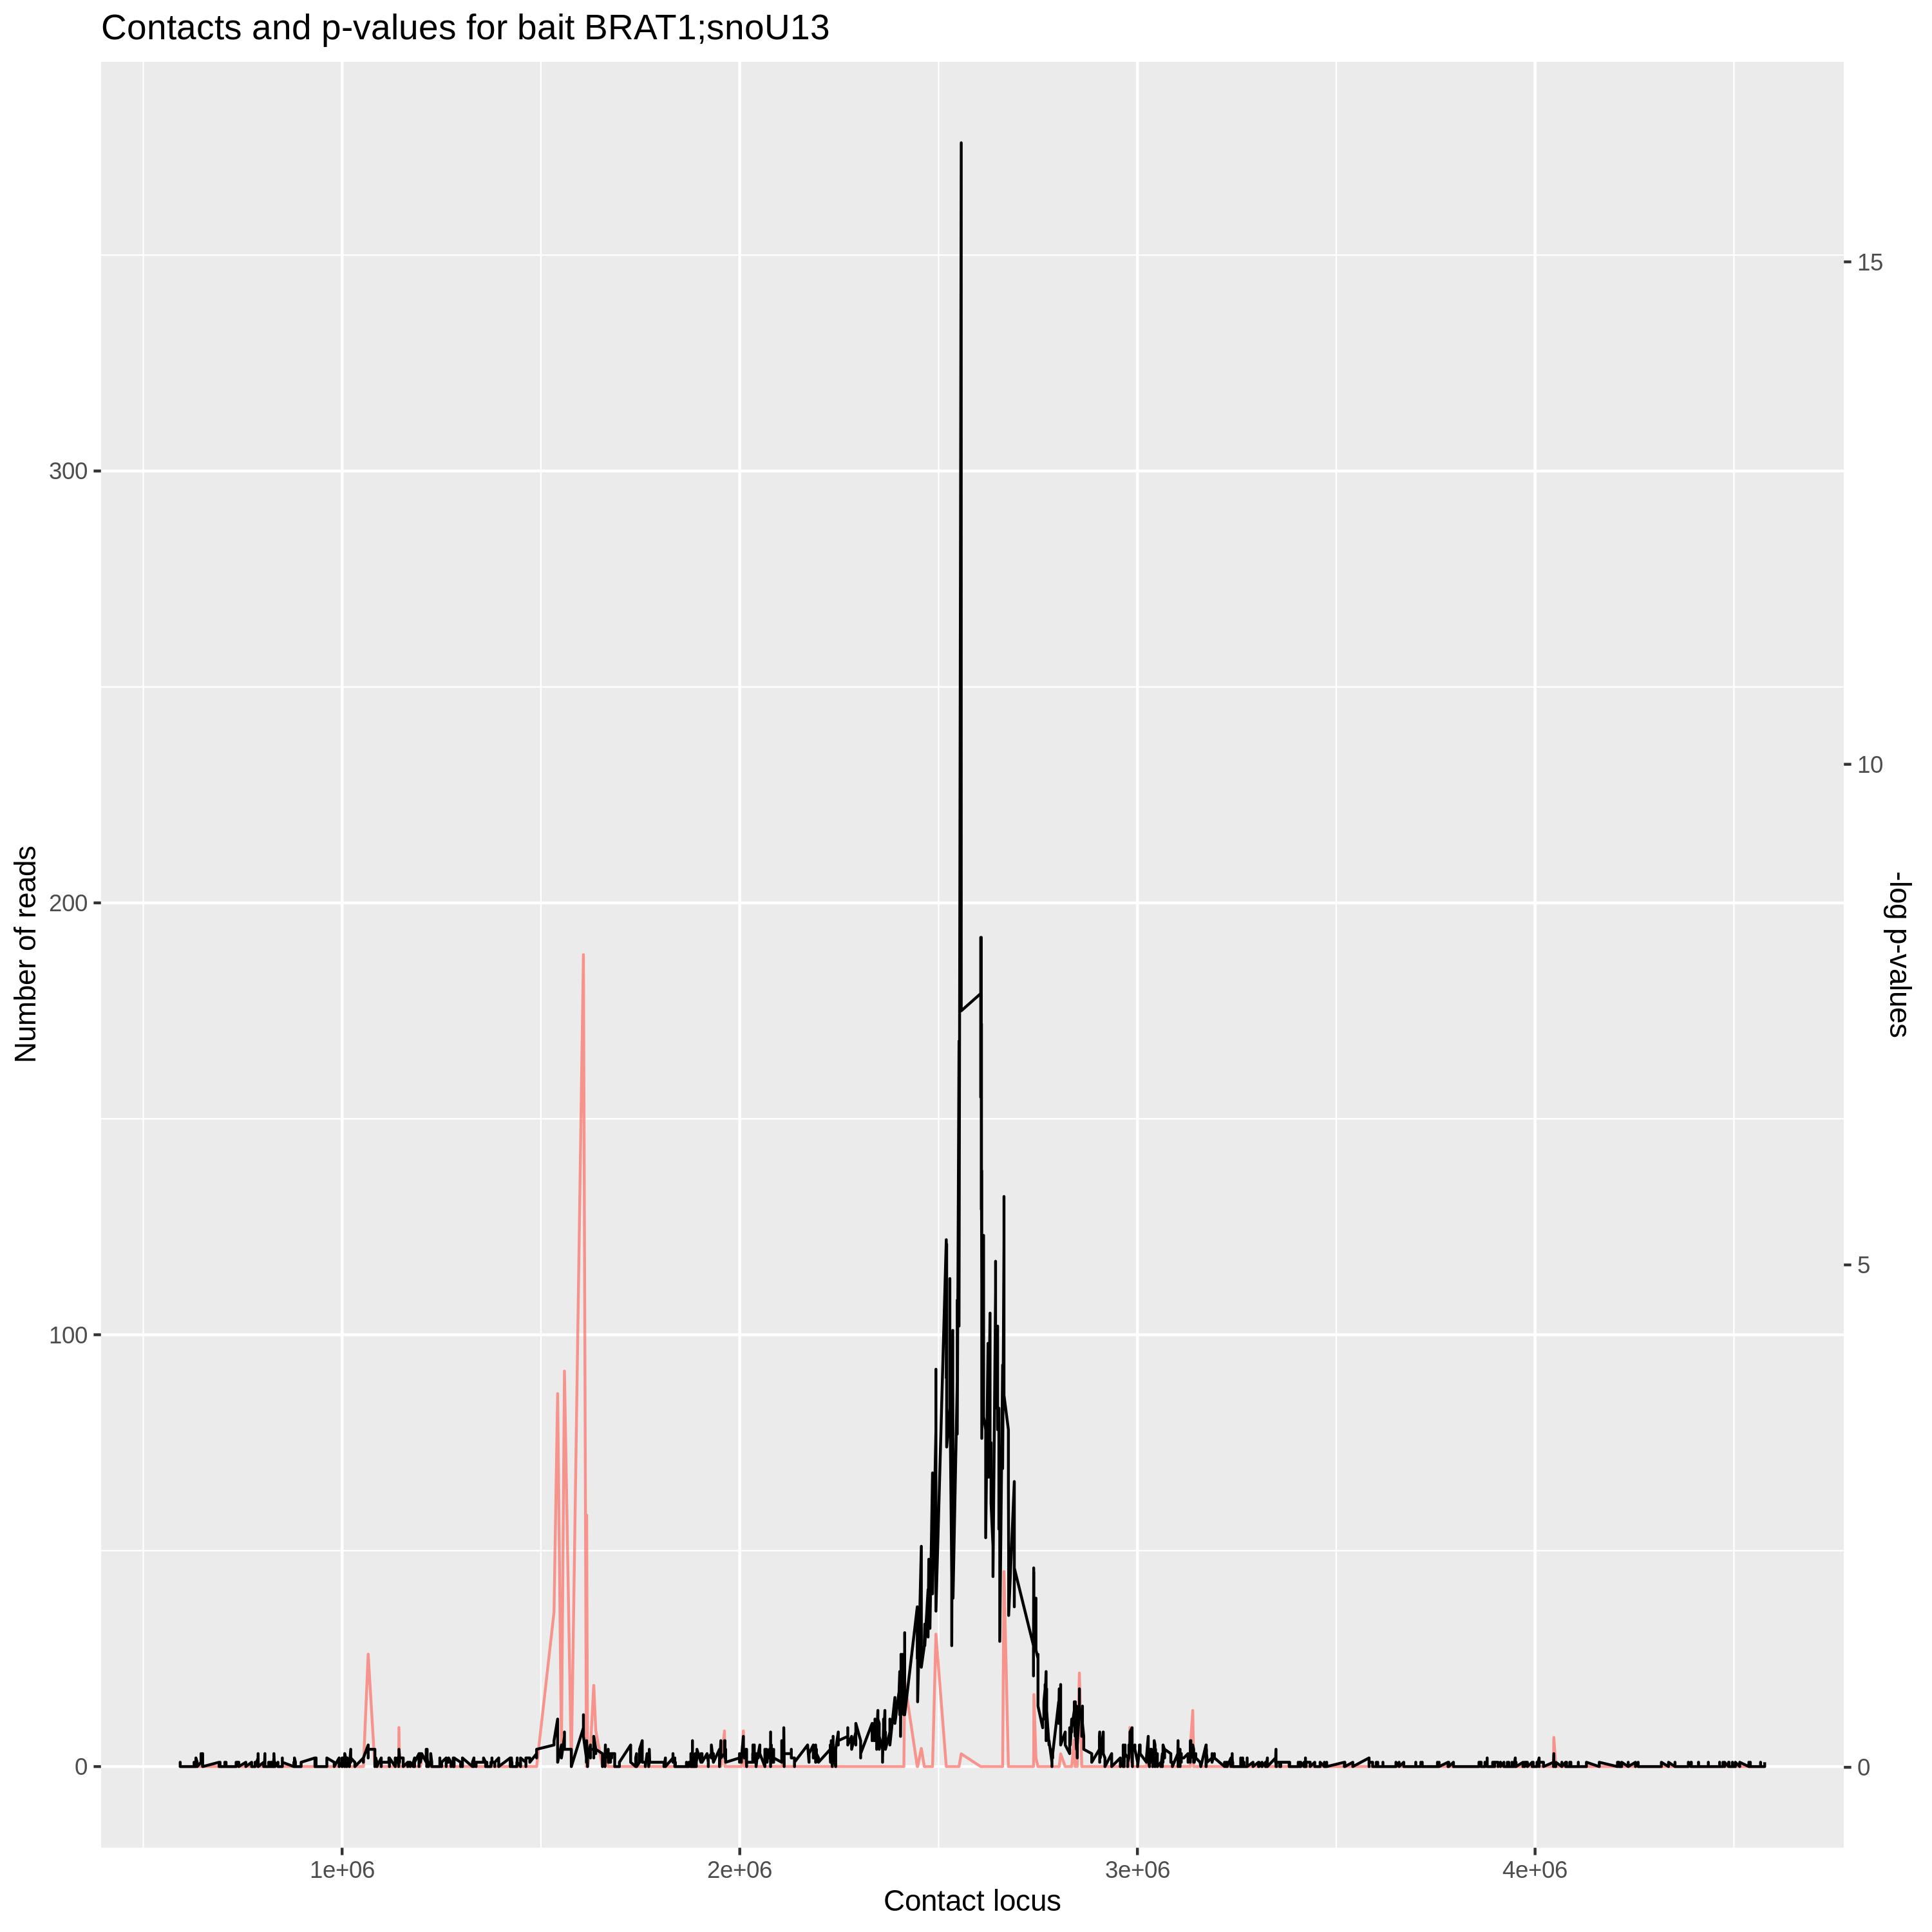 Contacts and p-values for bait BRAT1;snoU13
Number of reads
300
200
100
0
15
10
5
0
-log p-values
1e+06
2e+06
3e+06
4e+06
Contact locus